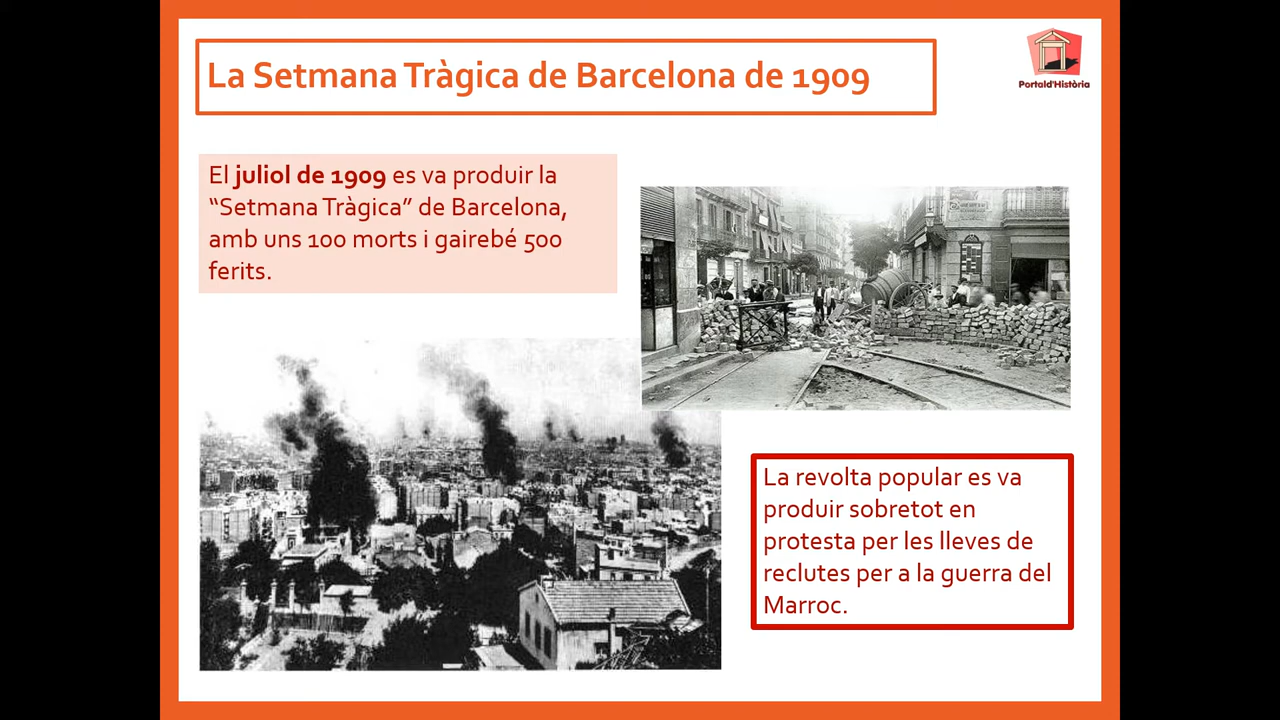 La Setmana Tràgica de Barcelona de 1909
Portald'Història
El juliol de 1909 es va produir la
“Setmana Tràgica” de Barcelona,
amb uns 100 morts i gairebé 500
ferits.
La revolta popular es va
produir sobretot en
protesta per les lleves de
reclutes per a la guerra del
Marroc.